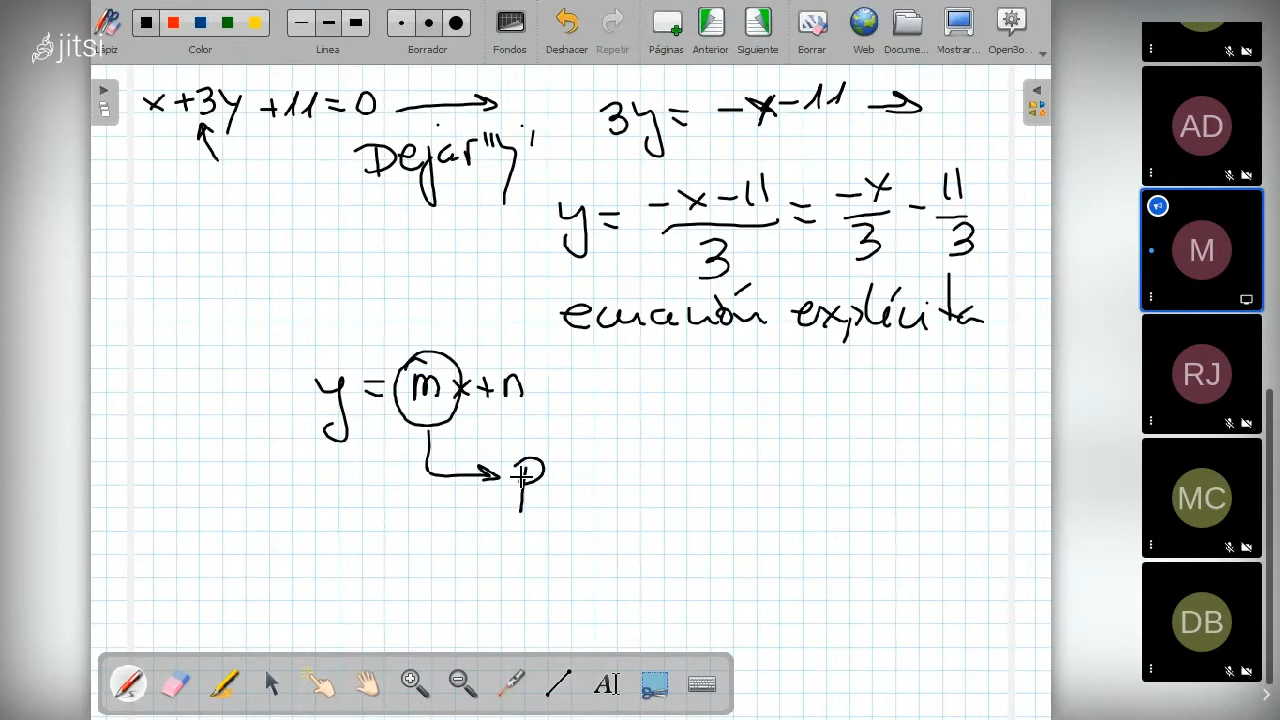 jitsi
Lápiz Color Línea Borrador Fondos Deshacer Repetir Páginas Anterior Siguiente Borrar Web Docume... Mostrar... OpenBo...
x + 3y + 11 = 0 → 3y = -x - 11 →
Dejar "y"
y = (-x - 11)/3 = -x/3 - 11/3
ecuación explícita
y = mx + n
→ p
AD
M
RJ
MC
DB